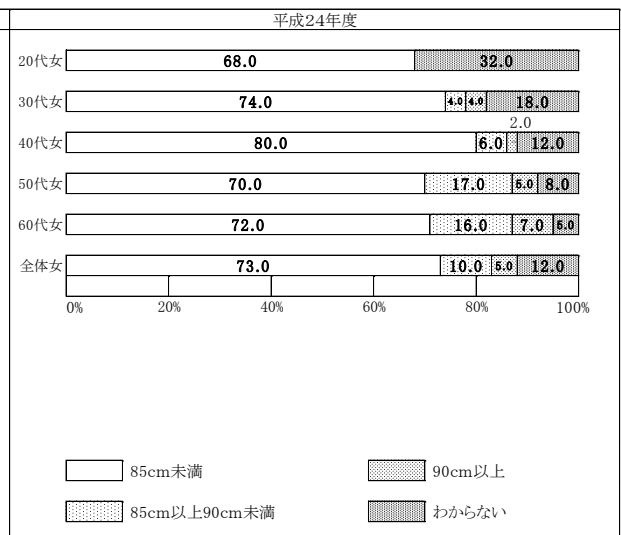 平成24年度
20代女 68.0 32.0
30代女 74.0 4.0 4.0 18.0
2.0
40代女 80.0 6.0 12.0
50代女 70.0 17.0 5.0 8.0
60代女 72.0 16.0 7.0 5.0
全体女 73.0 10.0 5.0 12.0
0% 20% 40% 60% 80% 100%
85cm未満 90cm以上
85cm以上90cm未満 わからない